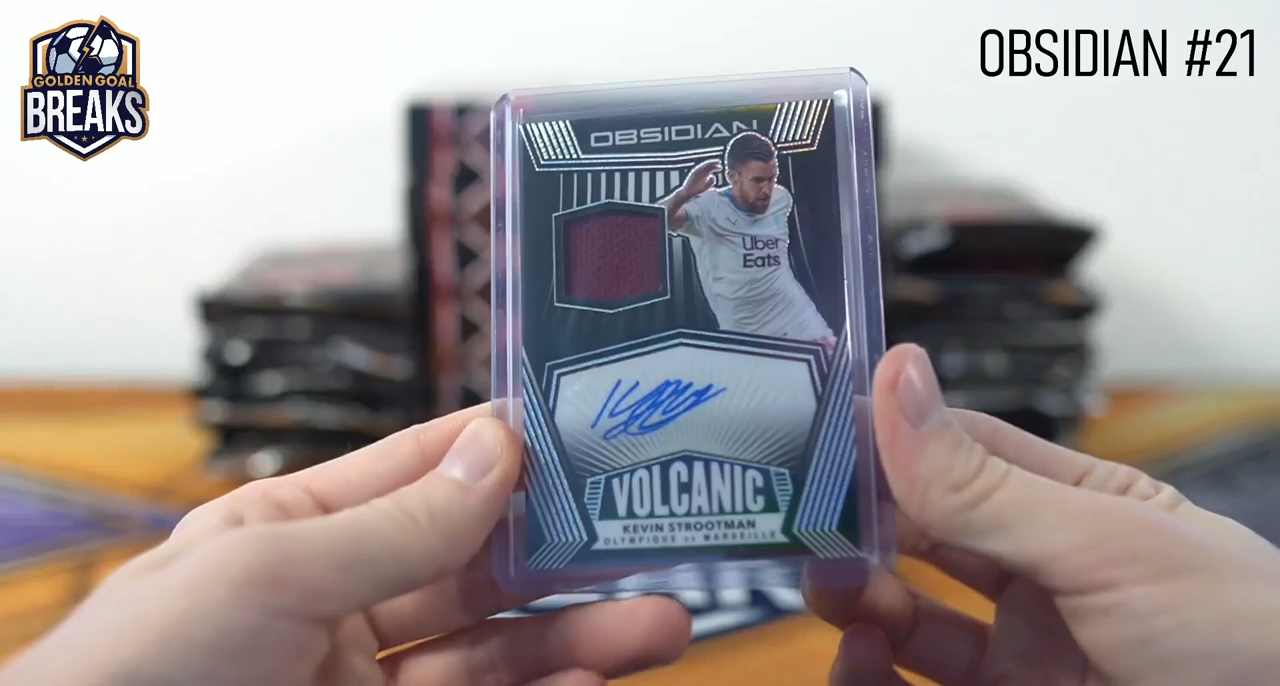 GOLDEN GOAL
BREAKS
OBSIDIAN #21
OBSIDIAN
Uber
Eats
VOLCANIC
KEVIN STROOTMAN
OLYMPIQUE DE MARSEILLE